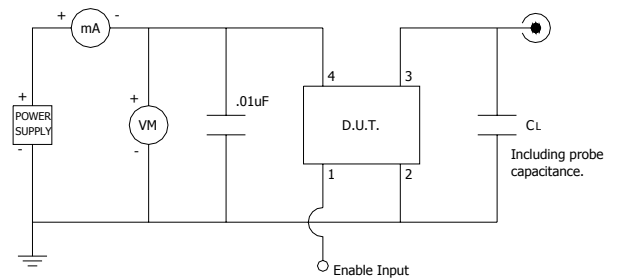 + mA -
4 3
.01uF
+
POWER
SUPPLY
-
+
VM
-
D.U.T.
CL
Including probe
capacitance.
1 2
Enable Input